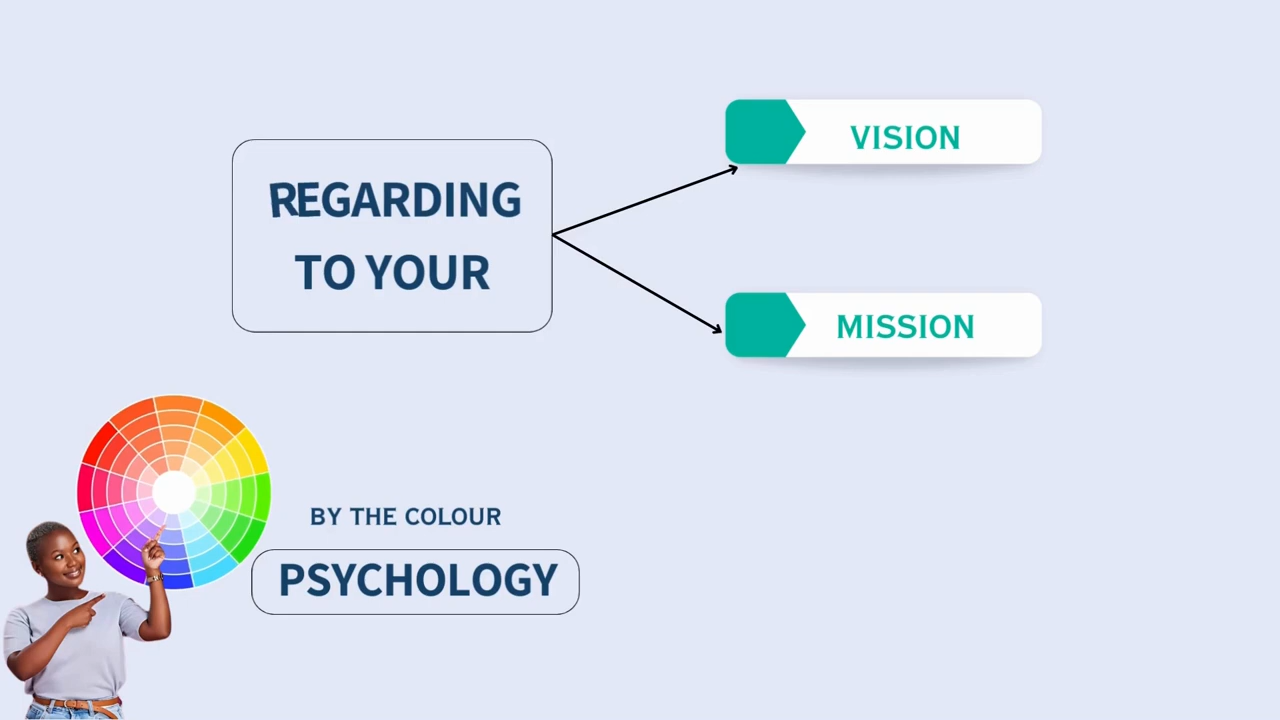 REGARDING
TO YOUR
VISION
MISSION
BY THE COLOUR
PSYCHOLOGY